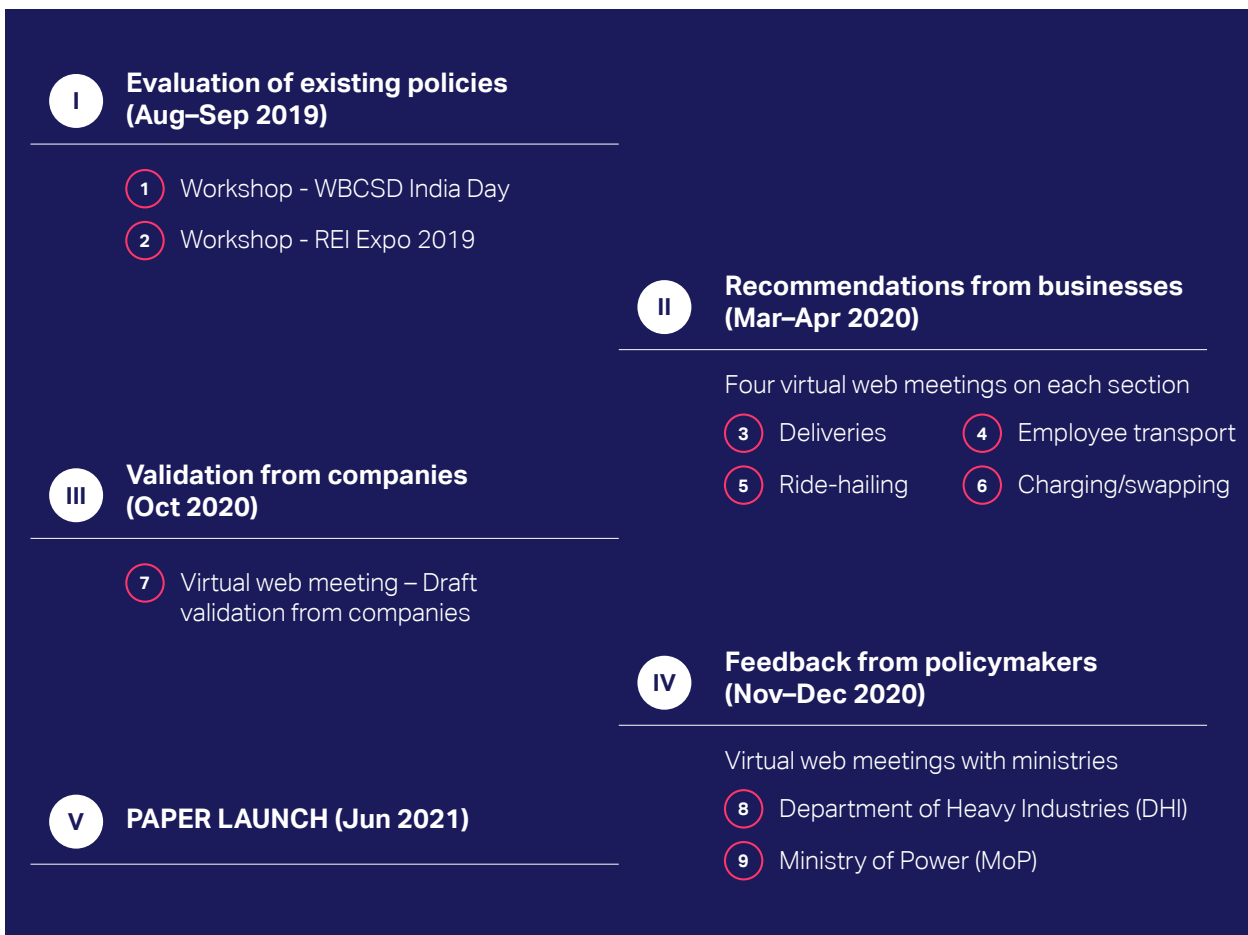 I
Evaluation of existing policies
(Aug–Sep 2019)
1 Workshop - WBCSD India Day
2 Workshop - REI Expo 2019
II
Recommendations from businesses
(Mar–Apr 2020)
Four virtual web meetings on each section
3 Deliveries
4 Employee transport
5 Ride-hailing
6 Charging/swapping
III
Validation from companies
(Oct 2020)
7 Virtual web meeting – Draft
validation from companies
IV
Feedback from policymakers
(Nov–Dec 2020)
Virtual web meetings with ministries
8 Department of Heavy Industries (DHI)
9 Ministry of Power (MoP)
V
PAPER LAUNCH (Jun 2021)